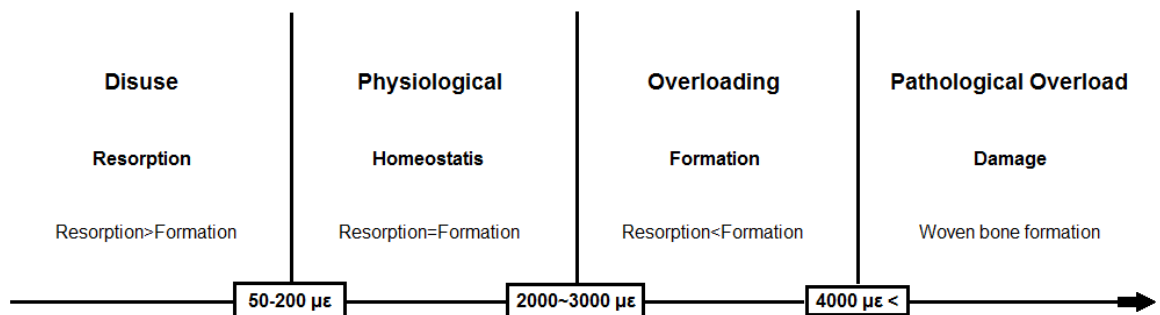 Disuse Physiological Overloading Pathological Overload
Resorption Homeostatis Formation Damage
Resorption>Formation Resorption=Formation Resorption<Formation Woven bone formation
50-200 με 2000~3000 με 4000 με <